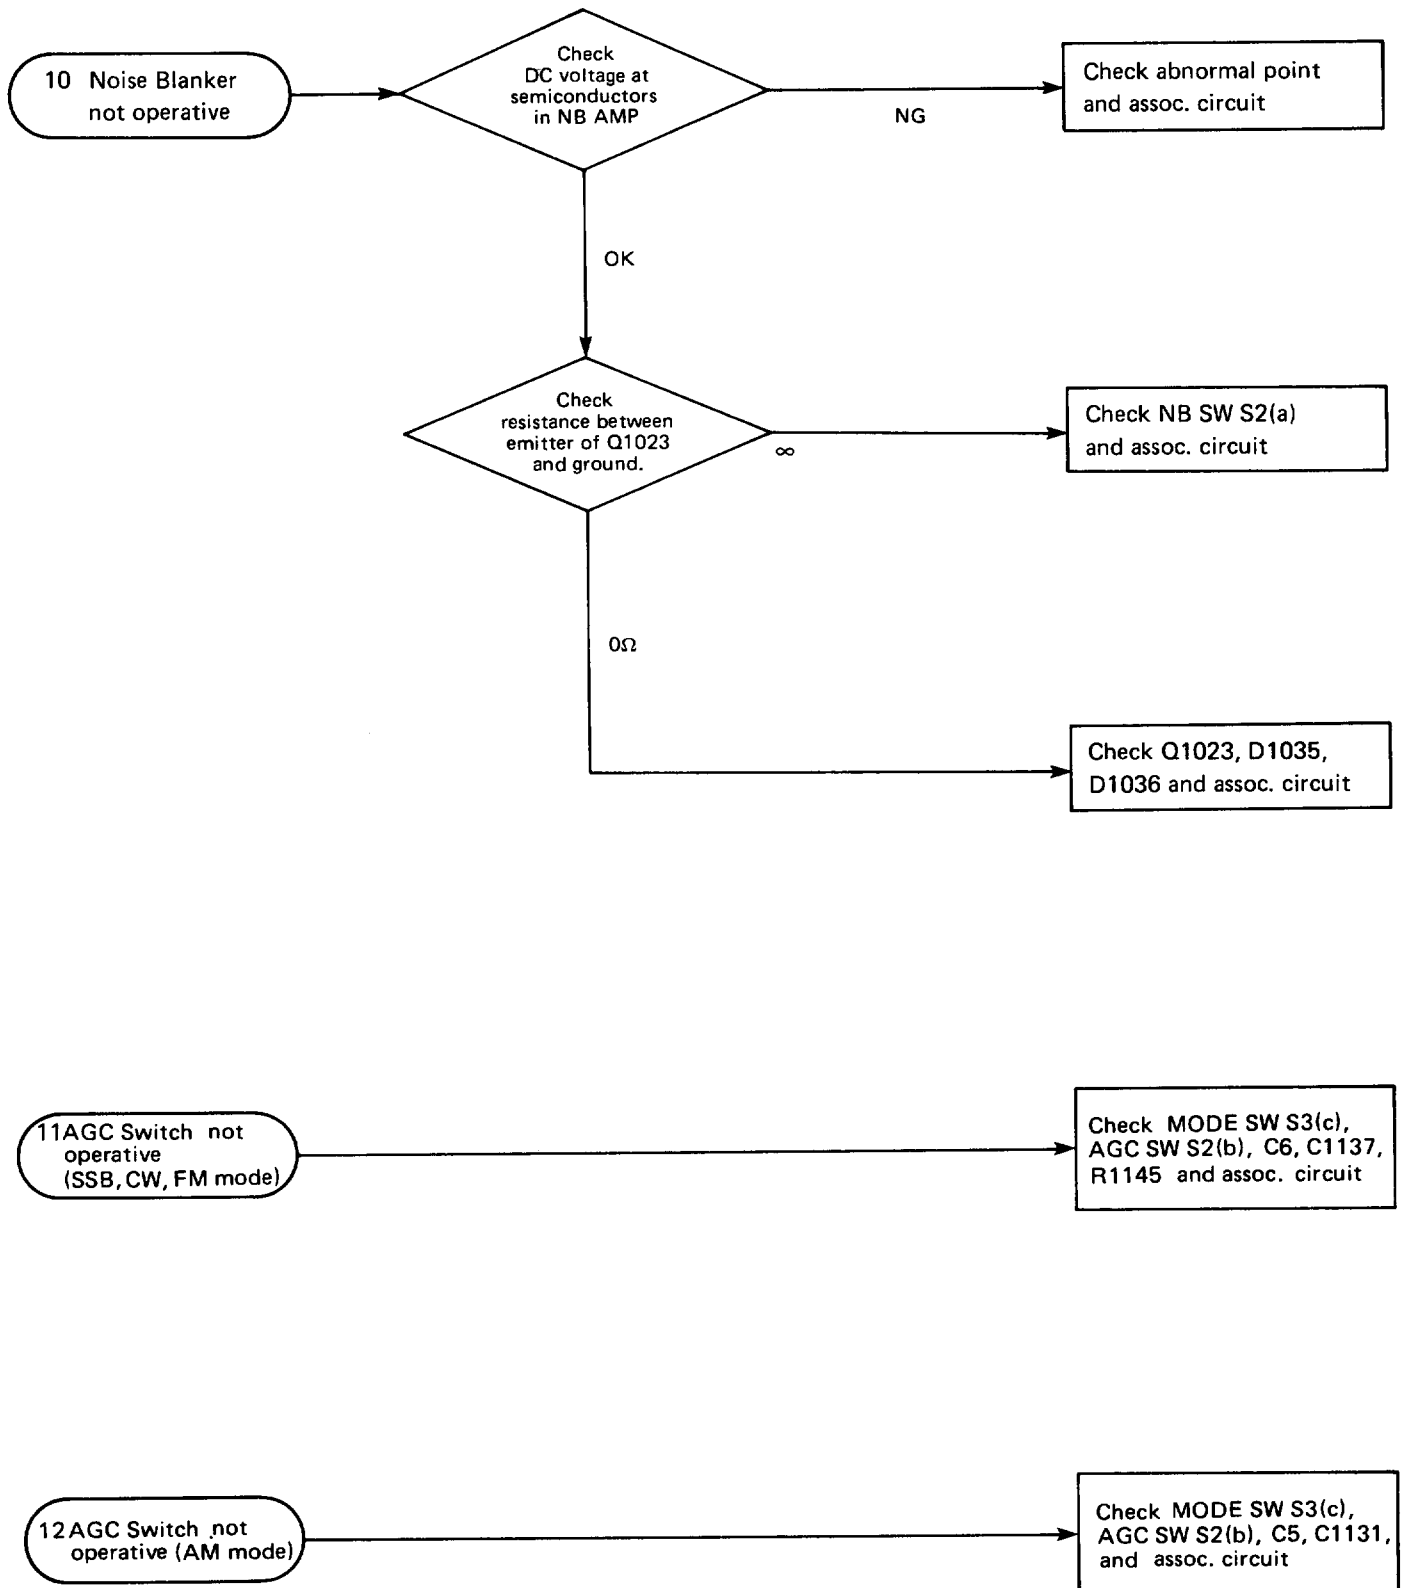 10 Noise Blanker
not operative
Check
DC voltage at
semiconductors
in NB AMP
NG
Check abnormal point
and assoc. circuit
OK
Check
resistance between
emitter of Q1023
and ground.
∞
Check NB SW S2(a)
and assoc. circuit
0Ω
Check Q1023, D1035,
D1036 and assoc. circuit
11 AGC Switch not
operative
(SSB, CW, FM mode)
Check MODE SW S3(c),
AGC SW S2(b), C6, C1137,
R1145 and assoc. circuit
12 AGC Switch not
operative (AM mode)
Check MODE SW S3(c),
AGC SW S2(b), C5, C1131,
and assoc. circuit